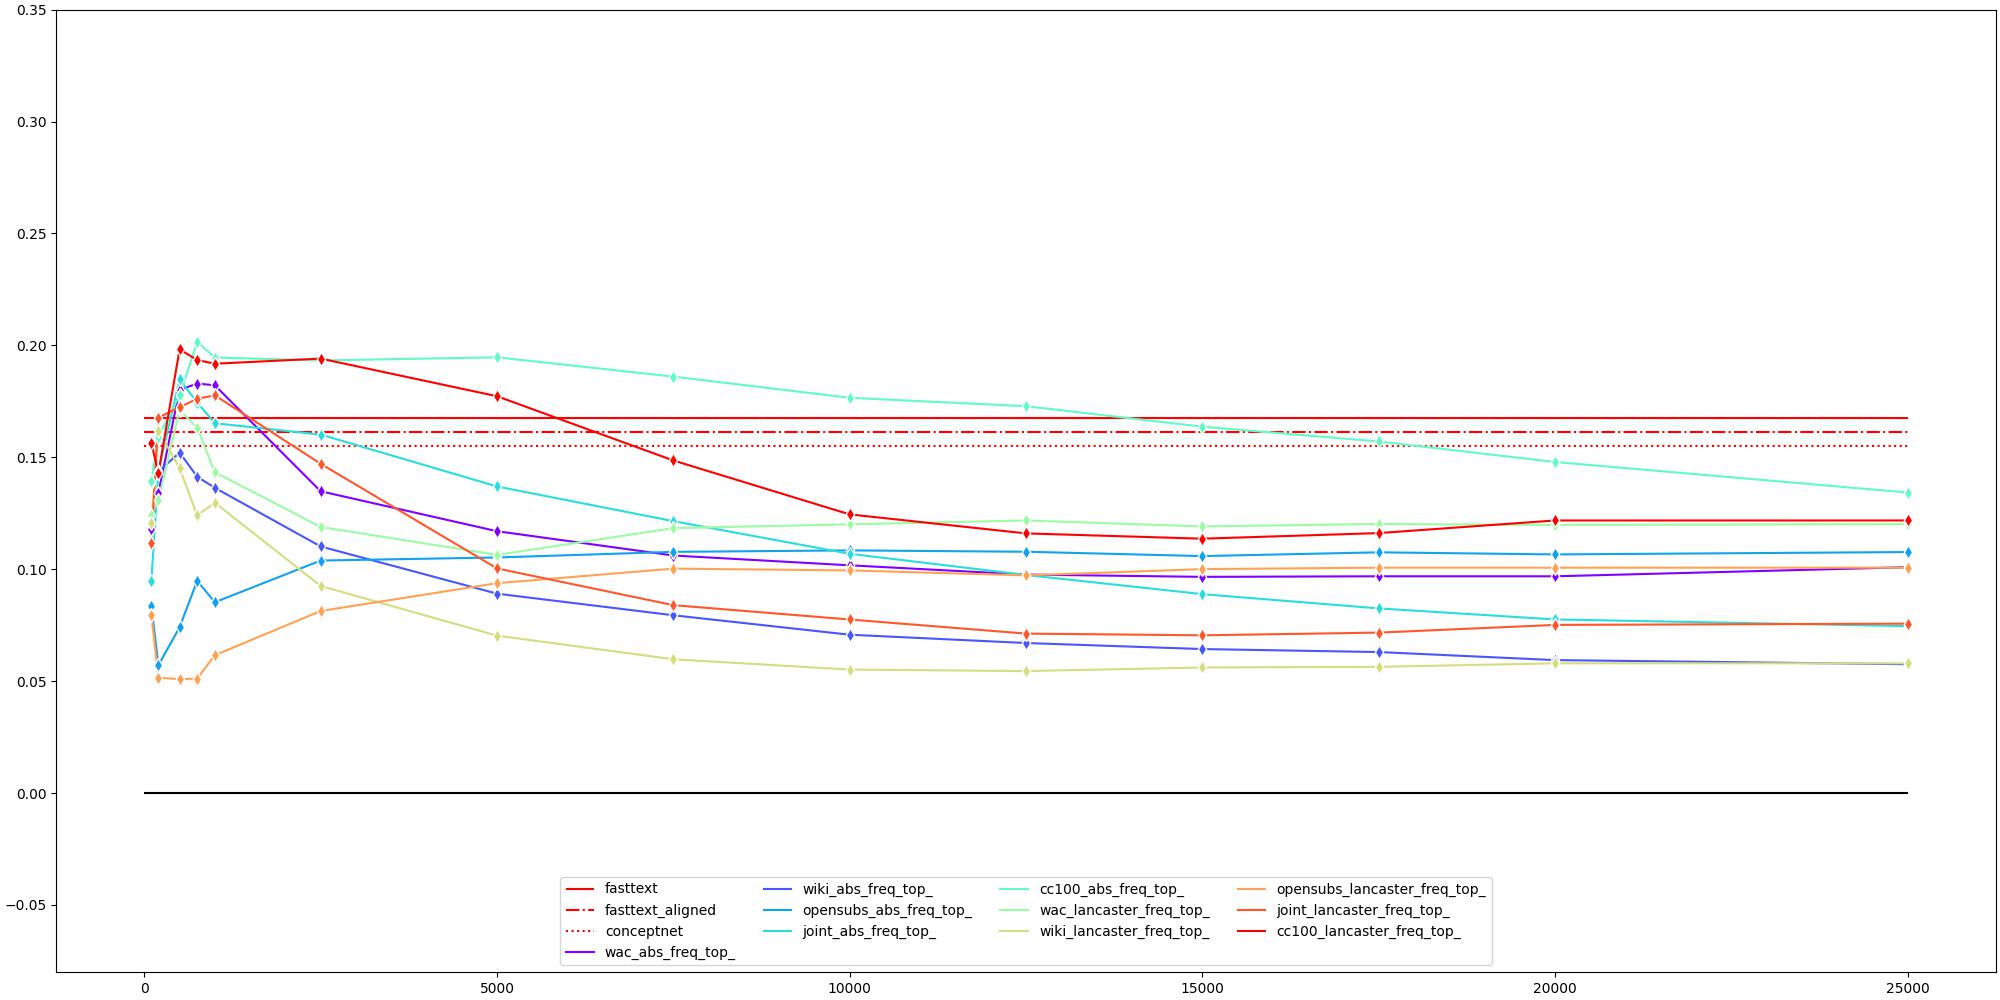 0.35
0.30
0.25
0.20
0.15
0.10
0.05
0.00
−0.05
0 5000 10000 15000 20000 25000
fasttext
fasttext_aligned
conceptnet
wac_abs_freq_top_
wiki_abs_freq_top_
opensubs_abs_freq_top_
joint_abs_freq_top_
cc100_abs_freq_top_
wac_lancaster_freq_top_
wiki_lancaster_freq_top_
opensubs_lancaster_freq_top_
joint_lancaster_freq_top_
cc100_lancaster_freq_top_